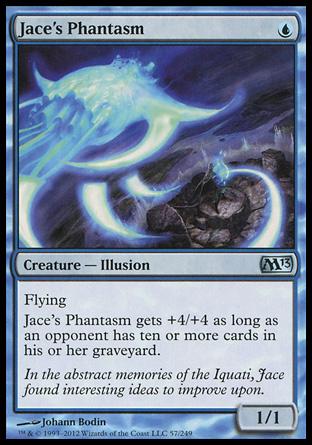 Jace's Phantasm
Creature — Illusion
M13
Flying
Jace's Phantasm gets +4/+4 as long as
an opponent has ten or more cards in
his or her graveyard.
In the abstract memories of the Iquati, Jace
found interesting ideas to improve upon.
Johann Bodin
™ & © 1993–2012 Wizards of the Coast LLC 57/249
1/1